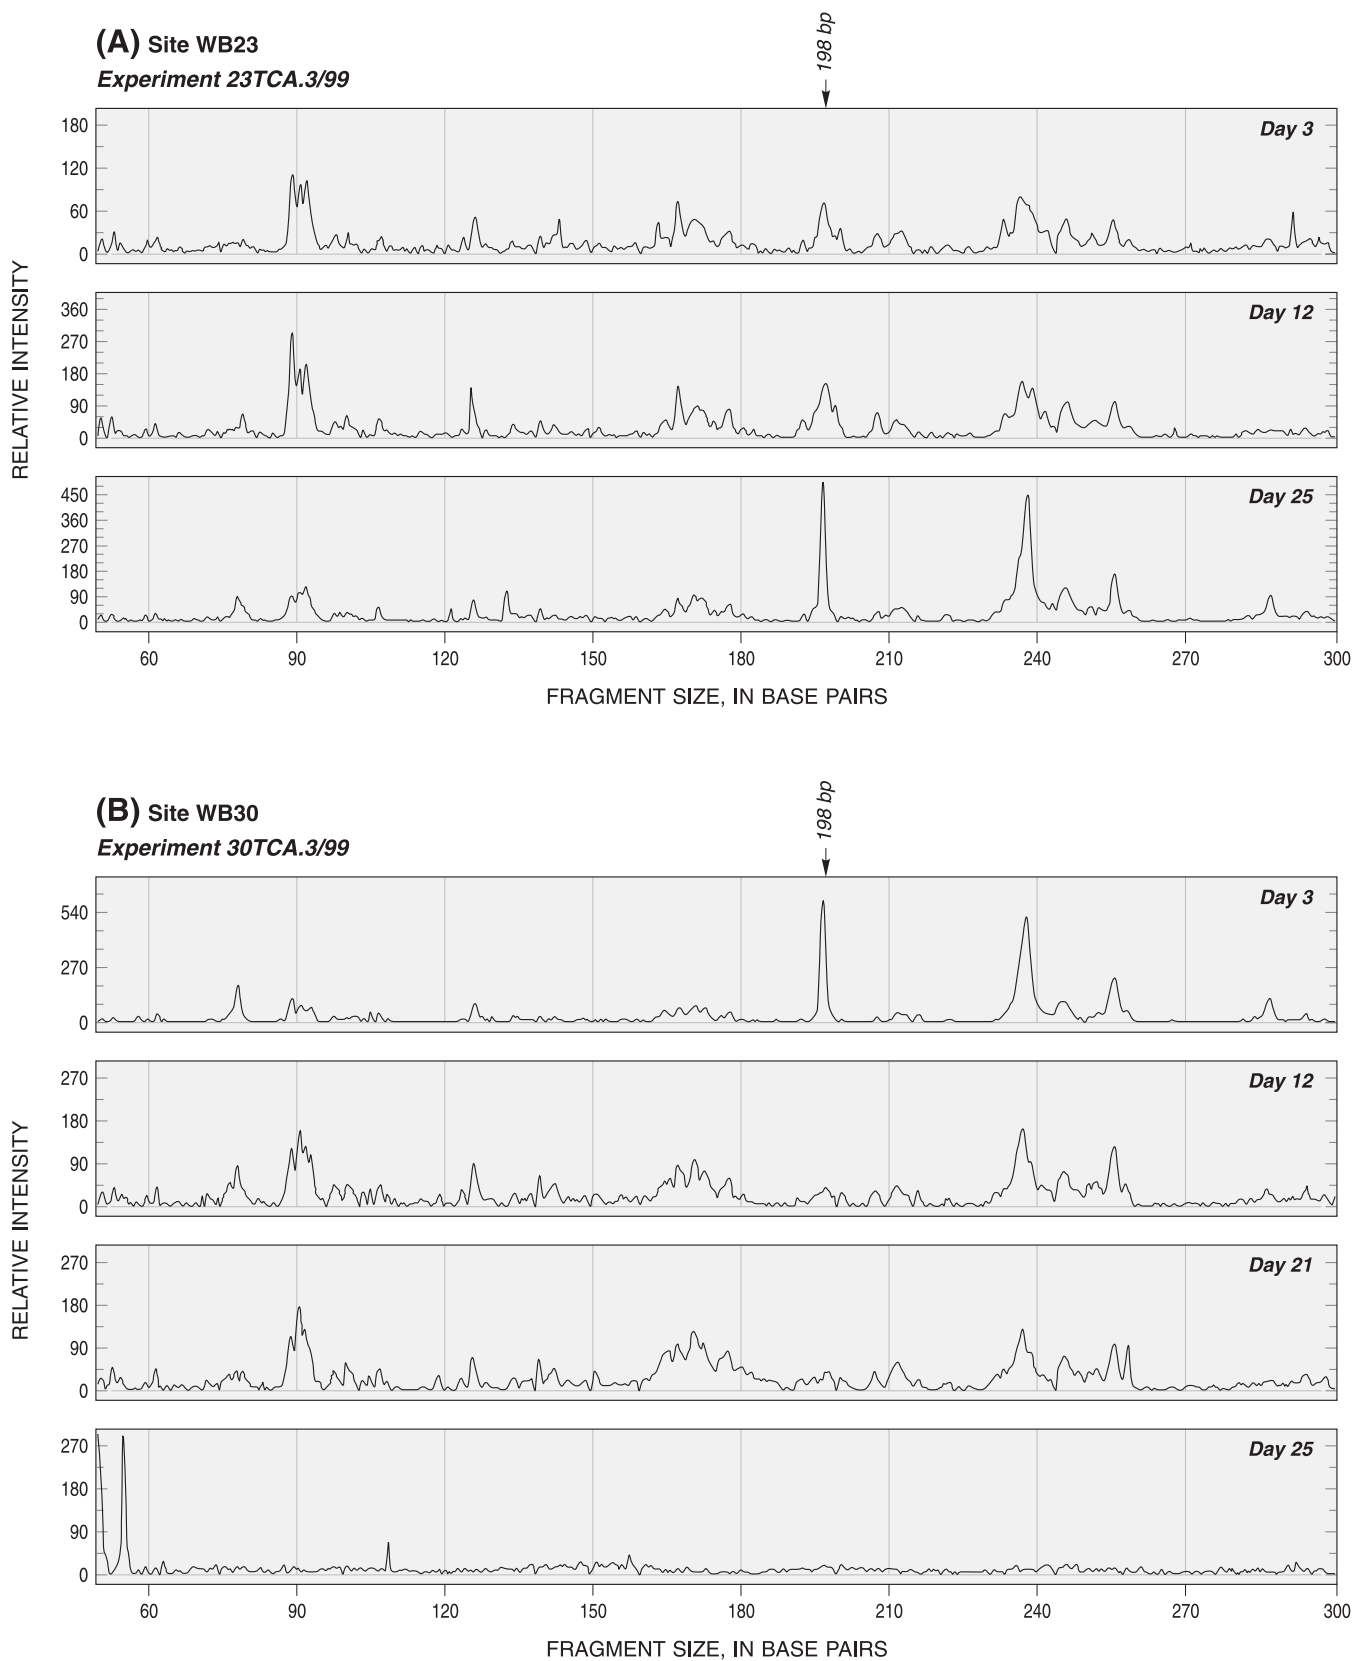 (A) Site WB23
Experiment 23TCA.3/99
198 bp
RELATIVE INTENSITY
180
120
60
0
Day 3
360
270
180
90
0
Day 12
450
360
270
180
90
0
Day 25
60 90 120 150 180 210 240 270 300
FRAGMENT SIZE, IN BASE PAIRS
(B) Site WB30
Experiment 30TCA.3/99
198 bp
RELATIVE INTENSITY
540
270
0
Day 3
270
180
90
0
Day 12
270
180
90
0
Day 21
270
180
90
0
Day 25
60 90 120 150 180 210 240 270 300
FRAGMENT SIZE, IN BASE PAIRS